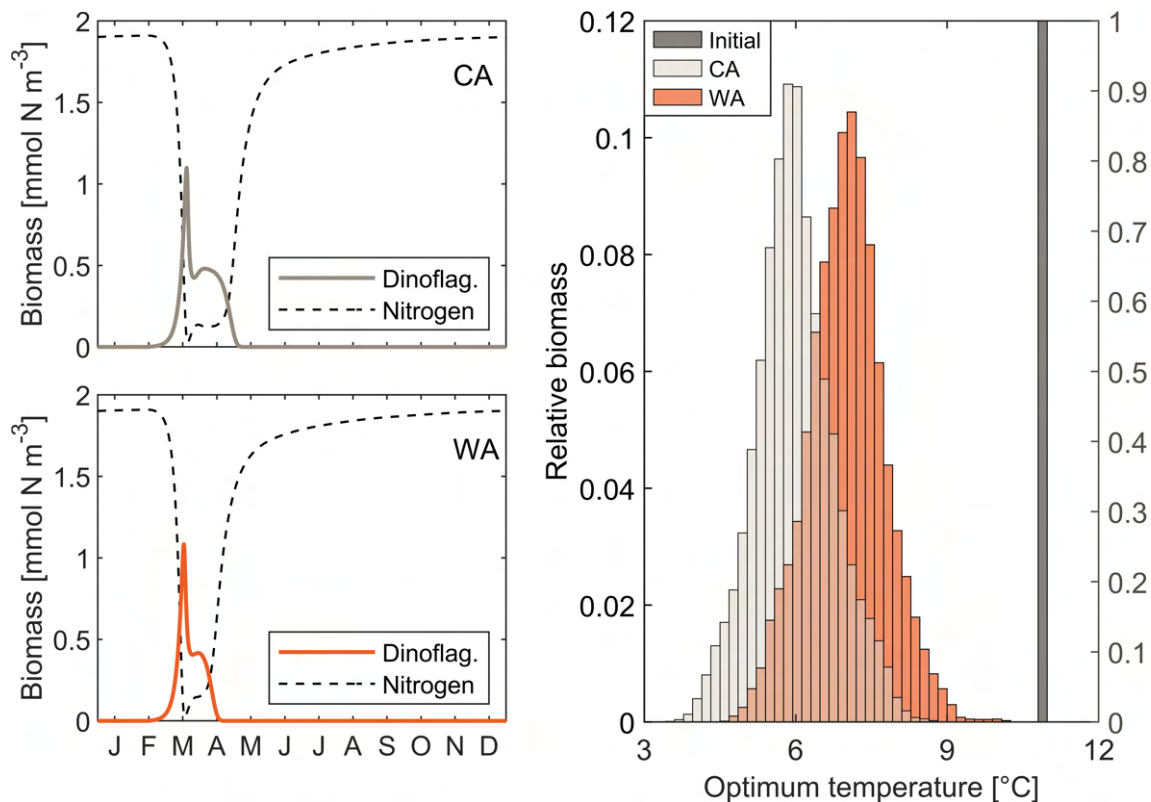 2
1.5
1
0.5
0
Biomass [mmol N m-3]
CA
Dinoflag.
Nitrogen
2
1.5
1
0.5
0
Biomass [mmol N m-3]
WA
Dinoflag.
Nitrogen
J F M A M J J A S O N D
0.12
0.1
0.08
0.06
0.04
0.02
0
Relative biomass
Initial
CA
WA
1
0.9
0.8
0.7
0.6
0.5
0.4
0.3
0.2
0.1
0
3 6 9 12
Optimum temperature [°C]